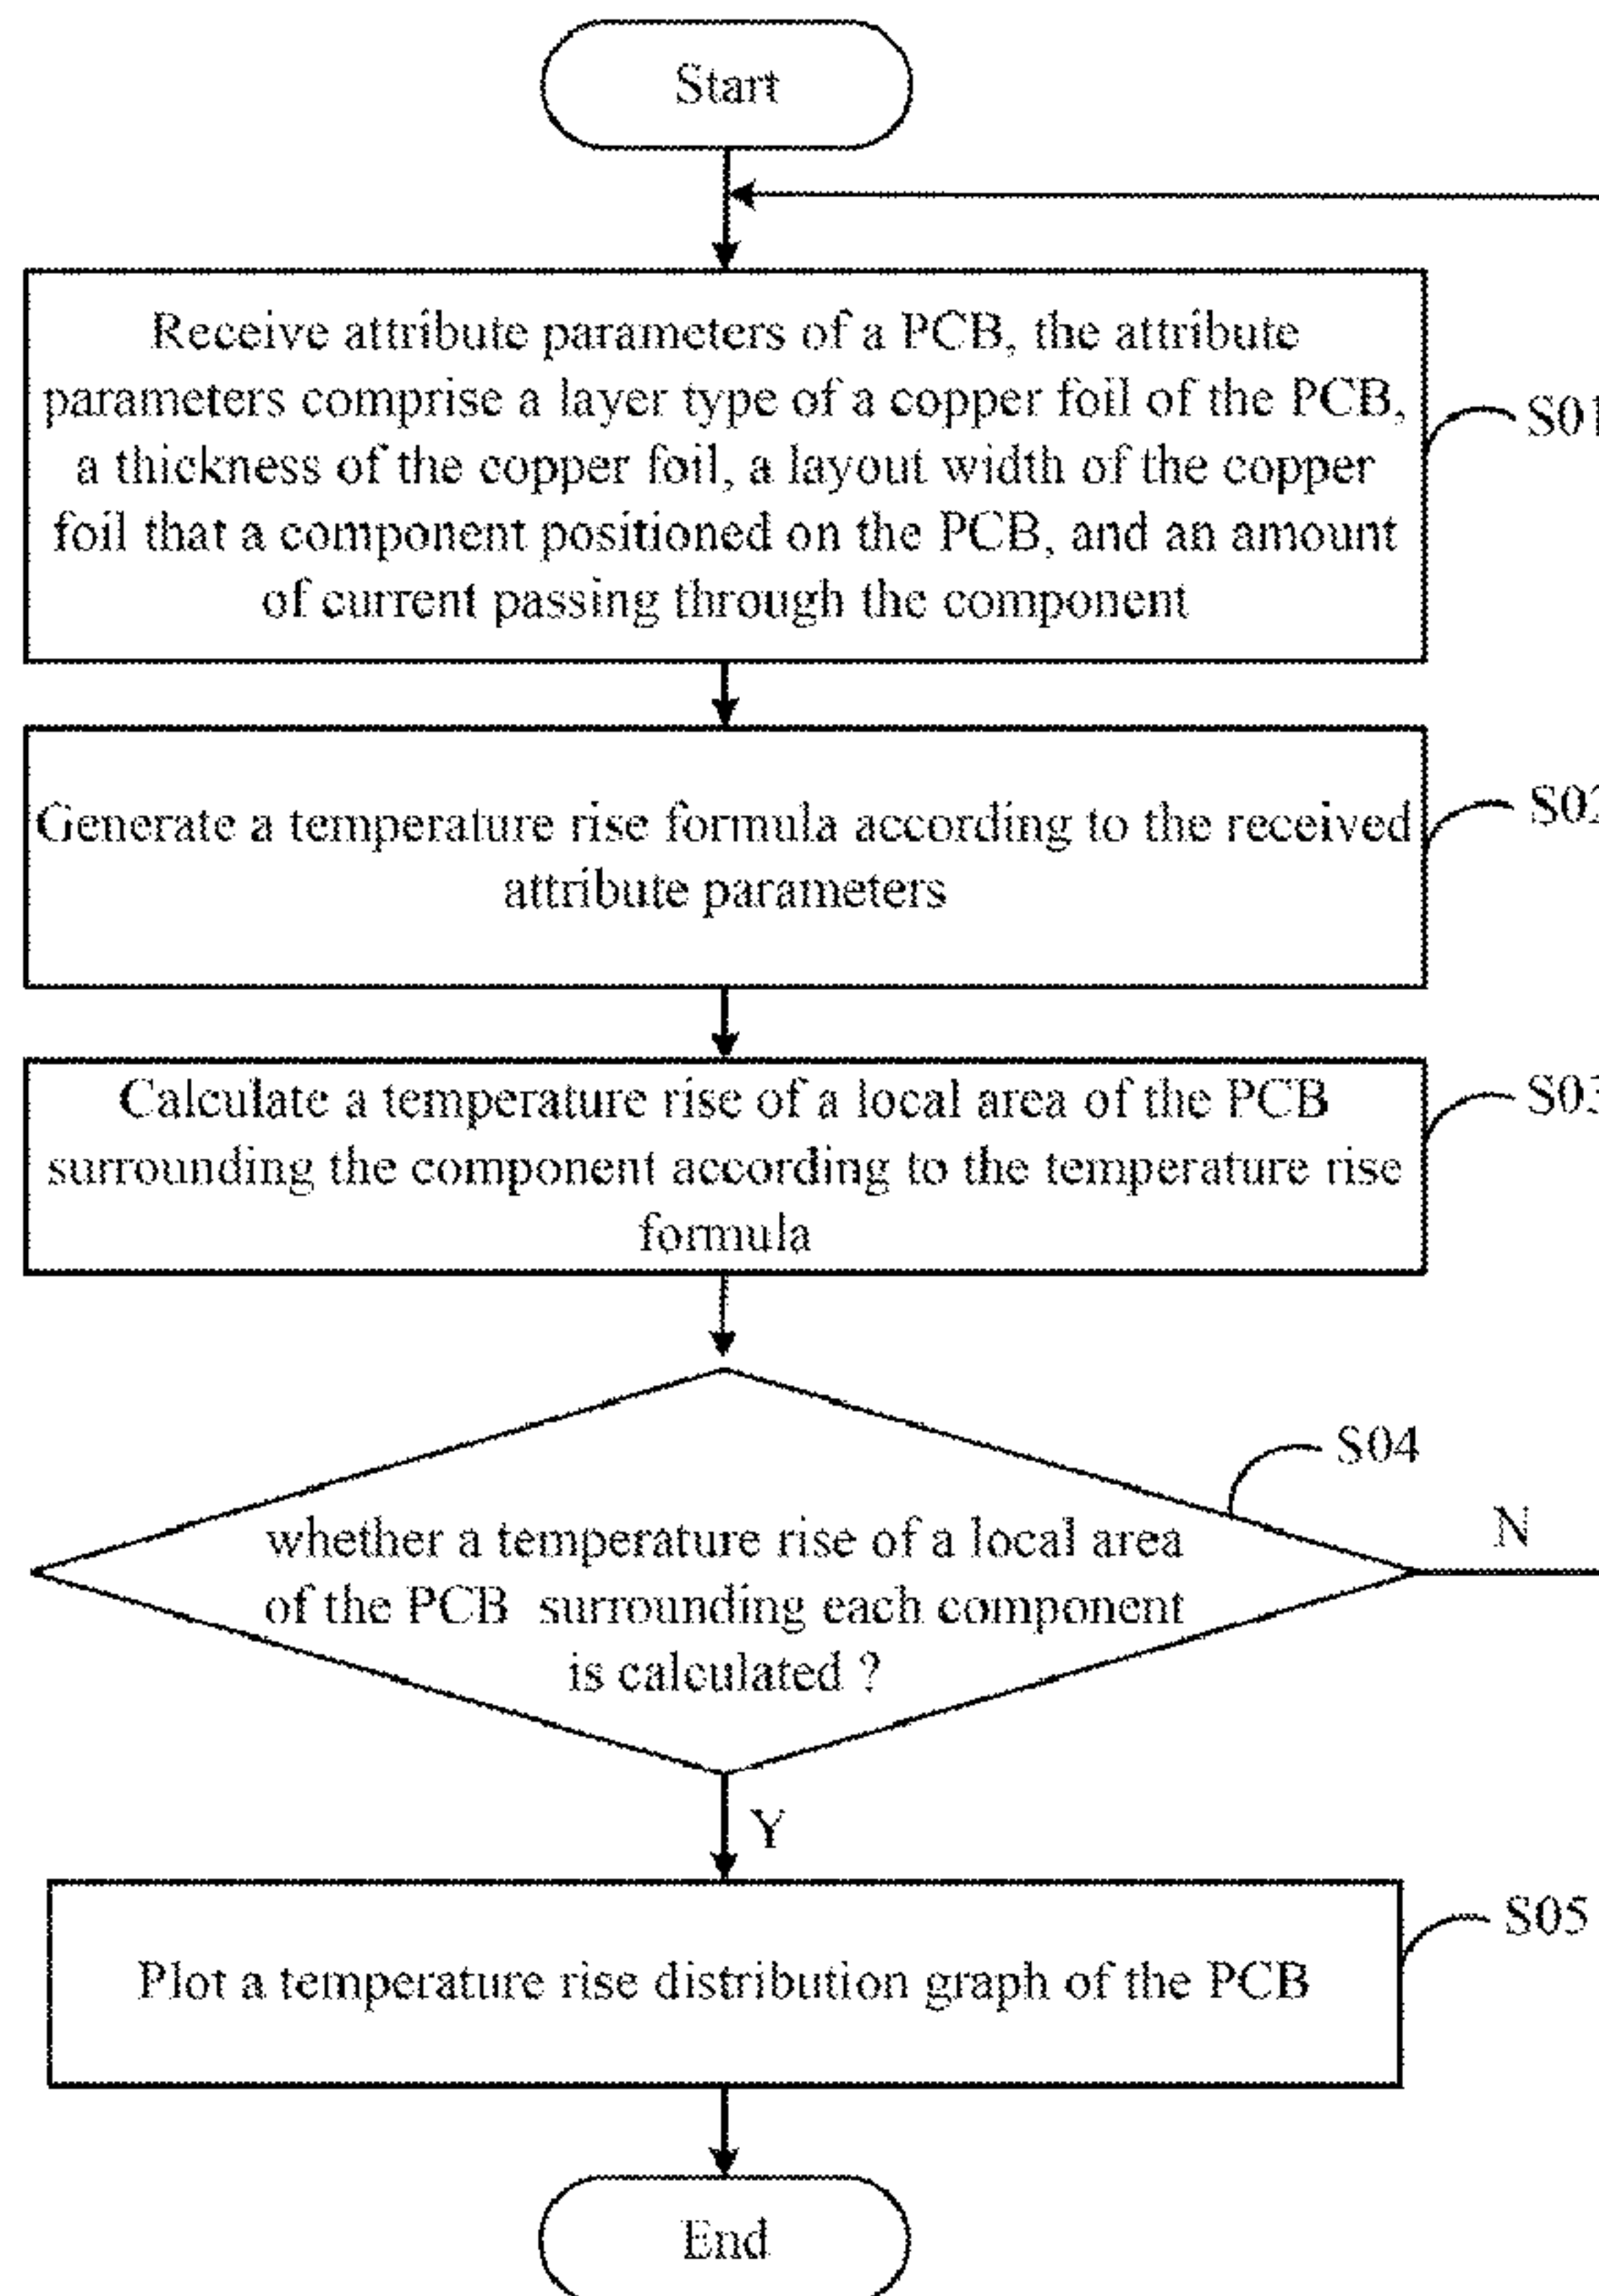 Start
Receive attribute parameters of a PCB, the attribute
parameters comprise a layer type of a copper foil of the PCB,
a thickness of the copper foil, a layout width of the copper
foil that a component positioned on the PCB, and an amount
of current passing through the component
S01
Generate a temperature rise formula according to the received
attribute parameters
S02
Calculate a temperature rise of a local area of the PCB
surrounding the component according to the temperature rise
formula
S03
S04
whether a temperature rise of a local area
of the PCB surrounding each component
is calculated ?
N
Y
Plot a temperature rise distribution graph of the PCB
S05
End